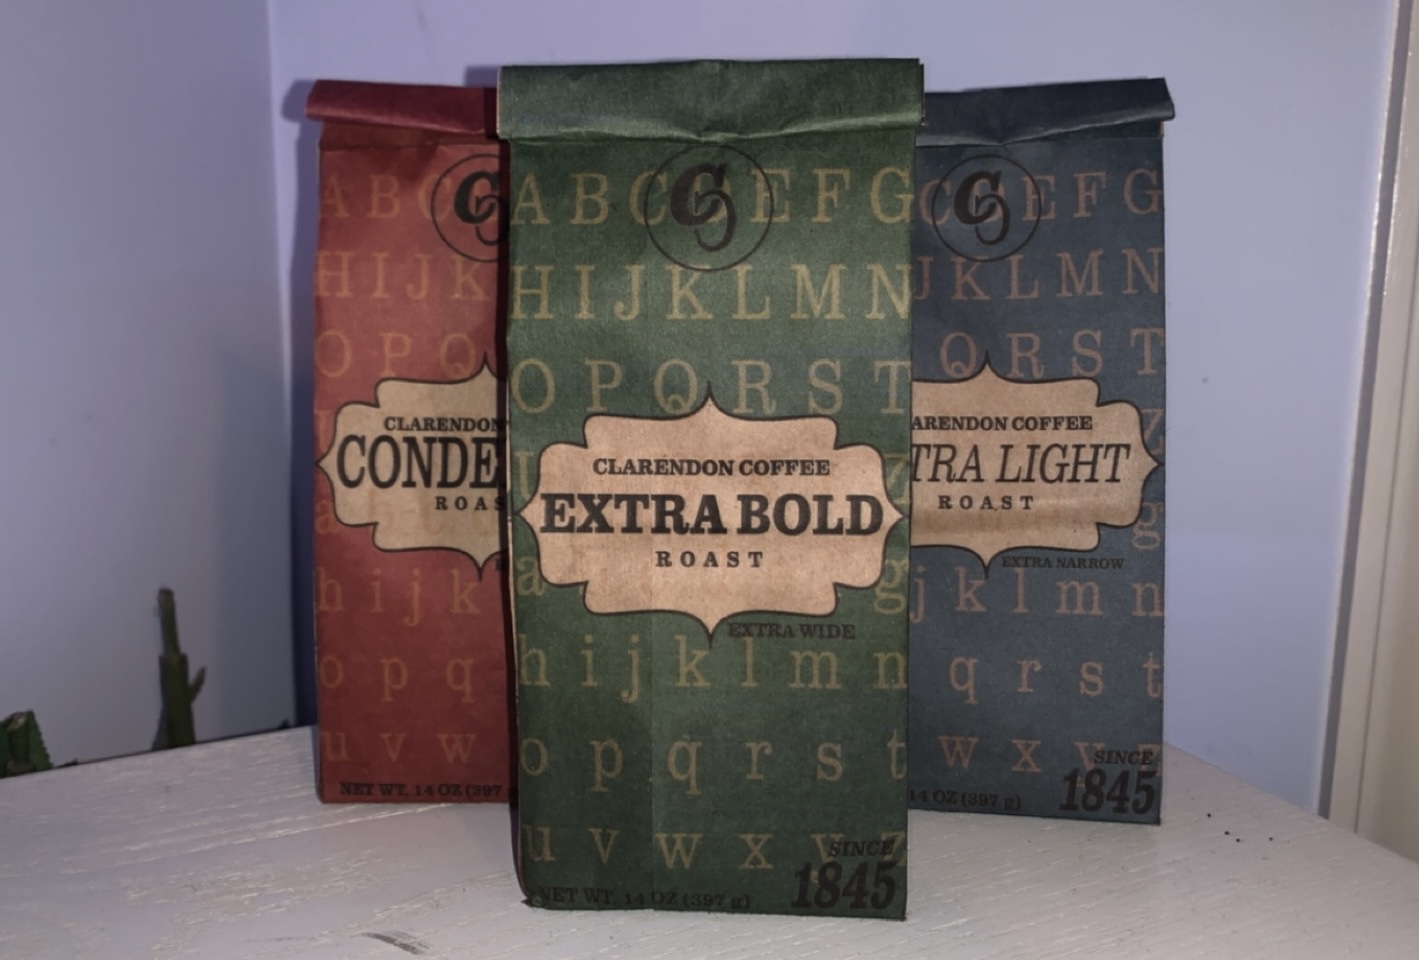 A B C
H I J K
O P Q
CLARENDON
CONDE
ROAS
h i j k
o p q
u v w
NET WT. 14 OZ (397
A B C D E F G
H I J K L M N
O P Q R S T
CLARENDON COFFEE
EXTRA BOLD
ROAST
a g
EXTRA WIDE
h i j k l m n
o p q r s t
u v w x y z
SINCE
1845
NET WT. 14 OZ (397 g)
C D E F G
J K L M N
Q R S T
Z
ARENDON COFFEE
TRA LIGHT
ROAST
g
EXTRA NARROW
j k l m n
q r s t
w x y
SINCE
1845
14 OZ (397 g)